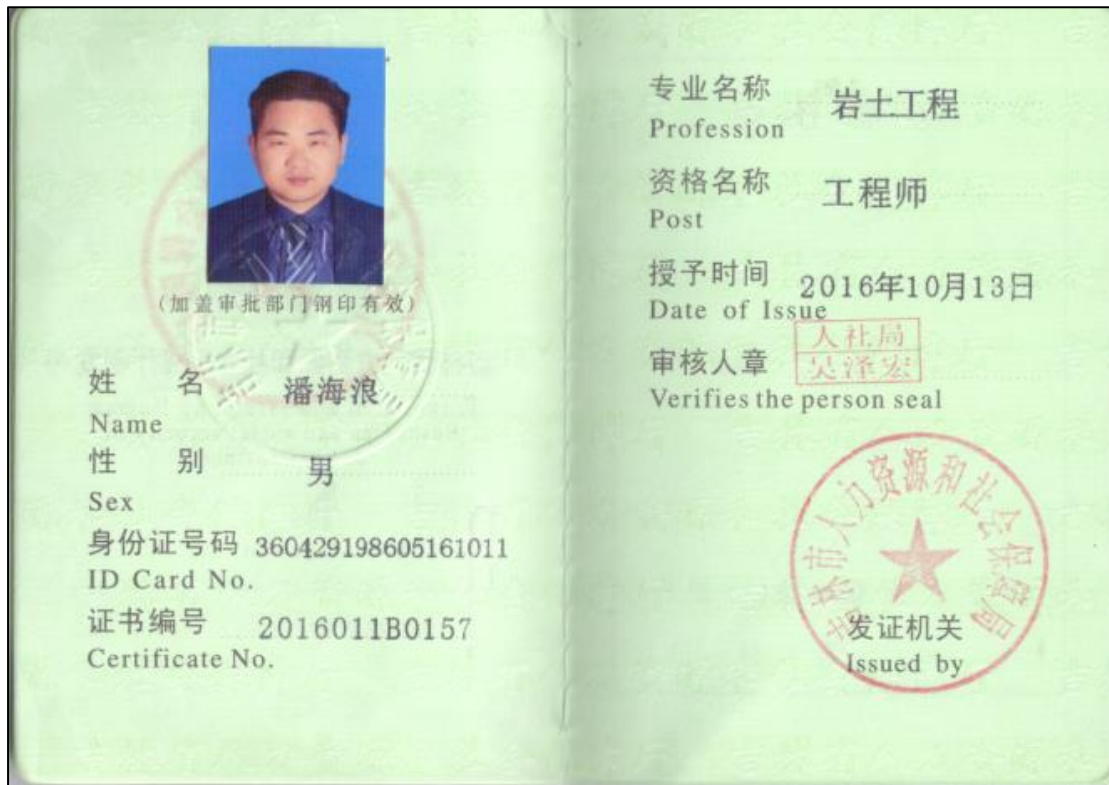 (加盖审批部门钢印有效)
姓 名 潘海浪
Name
性 别 男
Sex
身份证号码 360429198605161011
ID Card No.
证书编号 2016011B0157
Certificate No.
专业名称 岩土工程
Profession
资格名称 工程师
Post
授予时间 2016年10月13日
Date of Issue
人社局
审核人章 吴泽宏
Verifies the person seal
吉林市人力资源和社会保障局
发证机关
Issued by